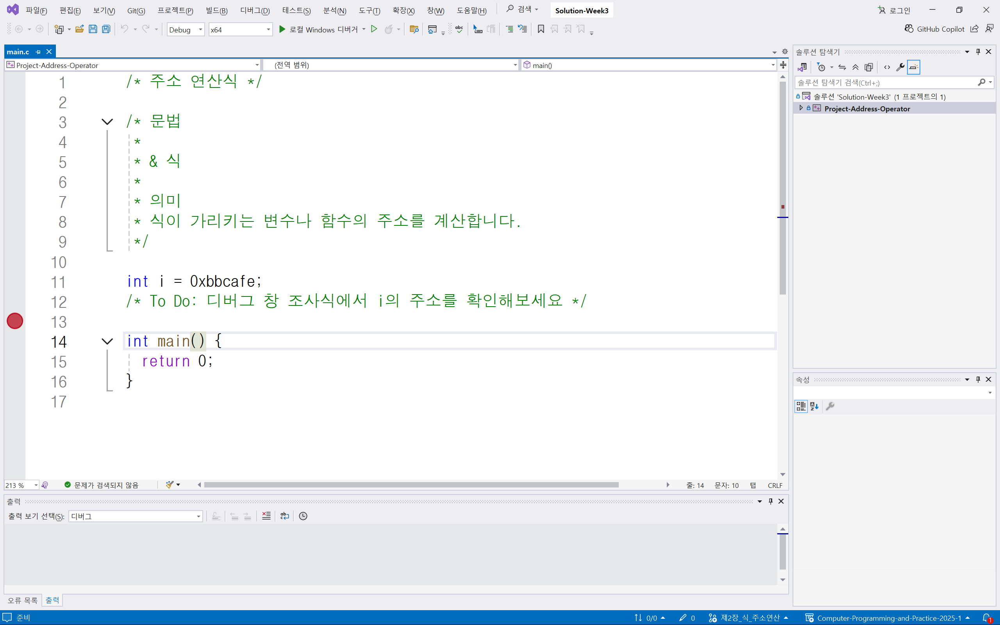 파일(F) 편집(E) 보기(V) Git(G) 프로젝트(P) 빌드(B) 디버그(D) 테스트(S) 분석(N) 도구(T) 확장(X) 창(W) 도움말(H) 검색 Solution-Week3 로그인
Debug x64 로컬 Windows 디버거 GitHub Copilot
main.c
Project-Address-Operator (전역 범위) main()
1 /* 주소 연산식 */
2
3 /* 문법
4 *
5 * & 식
6 *
7 * 의미
8 * 식이 가리키는 변수나 함수의 주소를 계산합니다.
9 */
10
11 int i = 0xbbcafe;
12 /* To Do: 디버그 창 조사식에서 i의 주소를 확인해보세요 */
13
14 int main() {
15 return 0;
16 }
17
213 % 문제가 검색되지 않음 줄: 14 문자: 10 탭 CRLF
출력
출력 보기 선택(S): 디버그
오류 목록 출력
솔루션 탐색기
솔루션 탐색기 검색(Ctrl+;)
솔루션 'Solution-Week3' (1 프로젝트의 1)
Project-Address-Operator
속성
준비 0/0 0 제2장_식_주소연산 Computer-Programming-and-Practice-2025-1 1